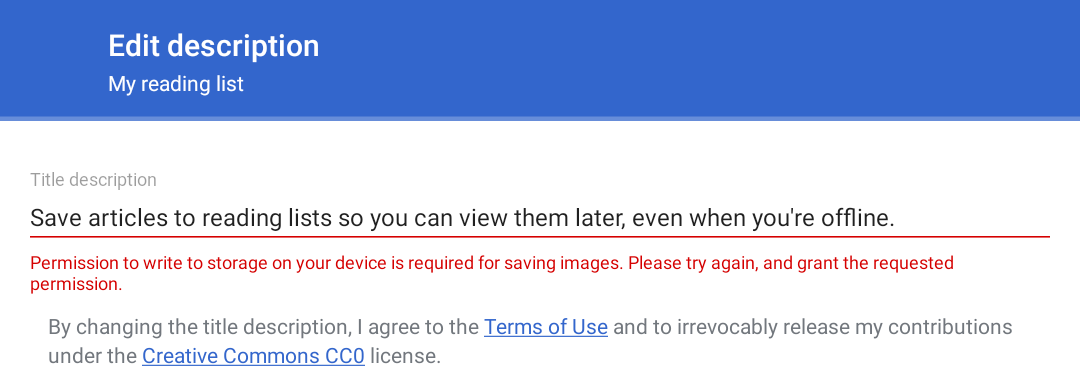 Edit description
My reading list
Title description
Save articles to reading lists so you can view them later, even when you're offline.
Permission to write to storage on your device is required for saving images. Please try again, and grant the requested
permission.
By changing the title description, I agree to the Terms of Use and to irrevocably release my contributions
under the Creative Commons CC0 license.